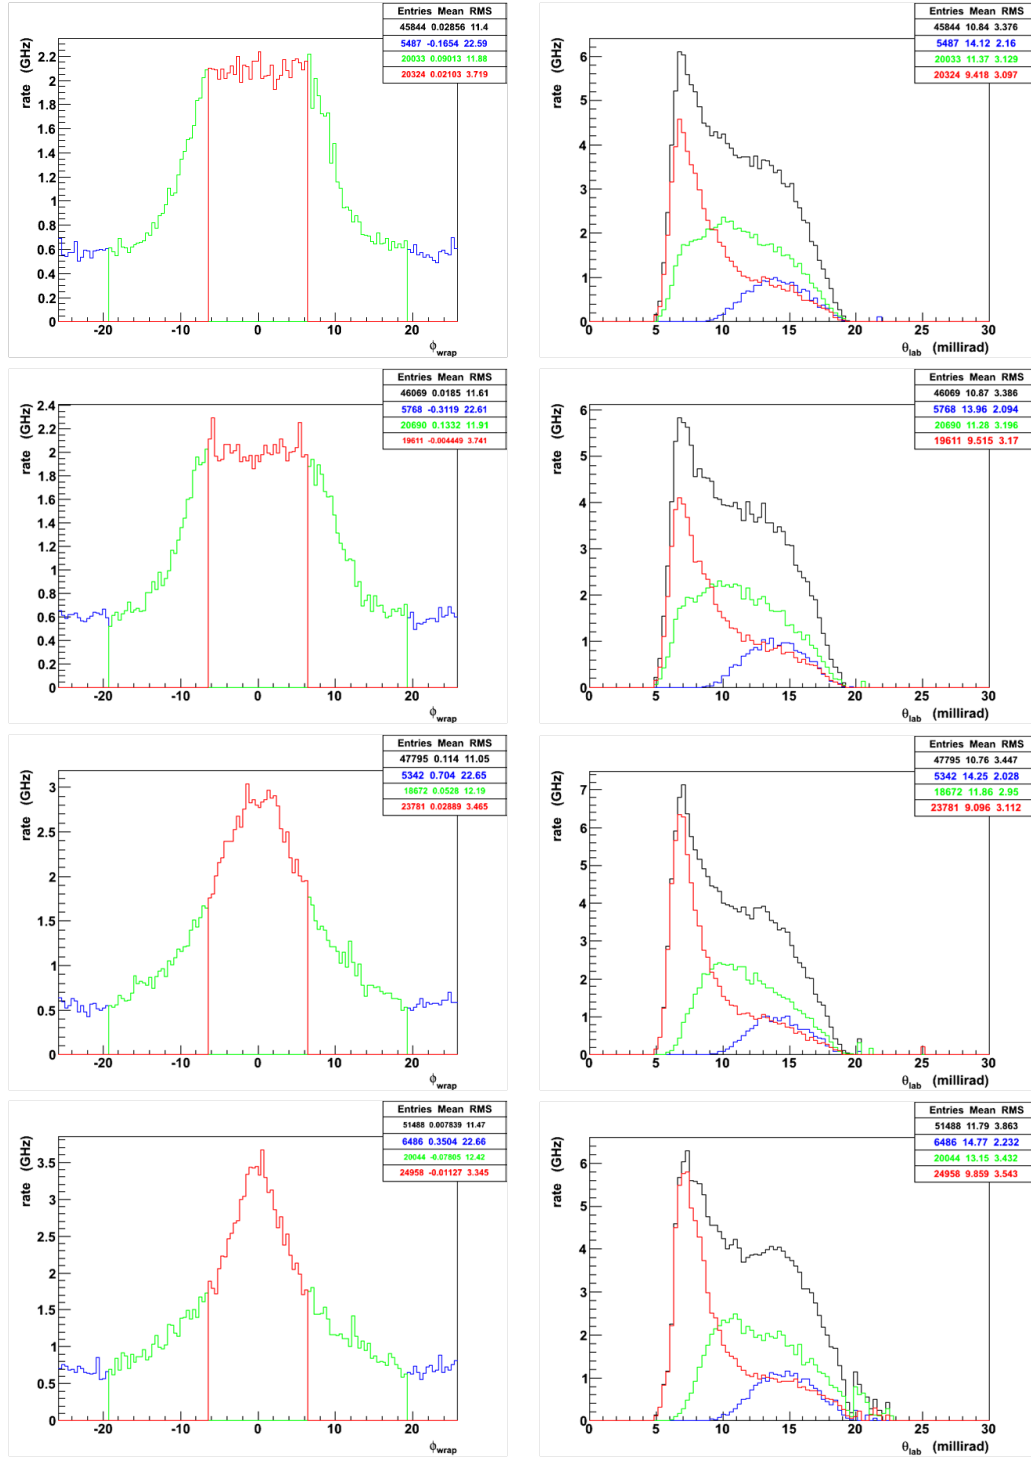 Entries Mean RMS
45844 0.02856 11.4
5487 -0.1654 22.59
20033 0.09013 11.88
20324 0.02103 3.719
rate (GHz)
2.2
2
1.8
1.6
1.4
1.2
1
0.8
0.6
0.4
0.2
0
-20 -10 0 10 20
ϕwrap
Entries Mean RMS
45844 10.84 3.376
5487 14.12 2.16
20033 11.37 3.129
20324 9.418 3.097
rate (GHz)
6
5
4
3
2
1
0
0 5 10 15 20 25 30
θlab (millirad)
Entries Mean RMS
46069 0.0185 11.61
5768 -0.3119 22.61
20690 0.1332 11.91
19611 -0.004449 3.741
rate (GHz)
2.4
2.2
2
1.8
1.6
1.4
1.2
1
0.8
0.6
0.4
0.2
0
-20 -10 0 10 20
ϕwrap
Entries Mean RMS
46069 10.87 3.386
5768 13.96 2.094
20690 11.28 3.196
19611 9.515 3.17
rate (GHz)
6
5
4
3
2
1
0
0 5 10 15 20 25 30
θlab (millirad)
Entries Mean RMS
47795 0.114 11.05
5342 0.704 22.65
18672 0.0528 12.19
23781 0.02889 3.465
rate (GHz)
3
2.5
2
1.5
1
0.5
0
-20 -10 0 10 20
ϕwrap
Entries Mean RMS
47795 10.76 3.447
5342 14.25 2.028
18672 11.86 2.95
23781 9.096 3.112
rate (GHz)
7
6
5
4
3
2
1
0
0 5 10 15 20 25 30
θlab (millirad)
Entries Mean RMS
51488 0.007839 11.47
6486 0.3504 22.66
20044 -0.07805 12.42
24958 -0.01127 3.345
rate (GHz)
3.5
3
2.5
2
1.5
1
0.5
0
-20 -10 0 10 20
ϕwrap
Entries Mean RMS
51488 11.79 3.863
6486 14.77 2.232
20044 13.15 3.432
24958 9.859 3.543
rate (GHz)
6
5
4
3
2
1
0
0 5 10 15 20 25 30
θlab (millirad)